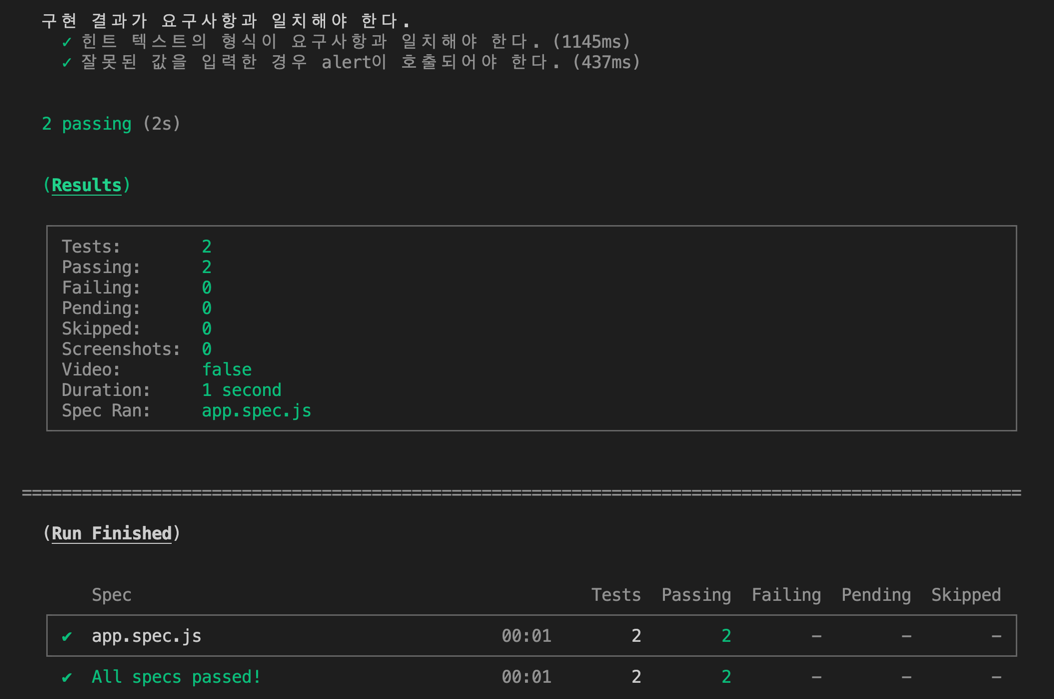 구현 결과가 요구사항과 일치해야 한다.
✓ 힌트 텍스트의 형식이 요구사항과 일치해야 한다. (1145ms)
✓ 잘못된 값을 입력한 경우 alert이 호출되어야 한다. (437ms)
2 passing (2s)
(Results)
Tests: 2
Passing: 2
Failing: 0
Pending: 0
Skipped: 0
Screenshots: 0
Video: false
Duration: 1 second
Spec Ran: app.spec.js
====================================================================================================
(Run Finished)
Spec Tests Passing Failing Pending Skipped
✔ app.spec.js 00:01 2 2 - - -
✔ All specs passed! 00:01 2 2 - - -